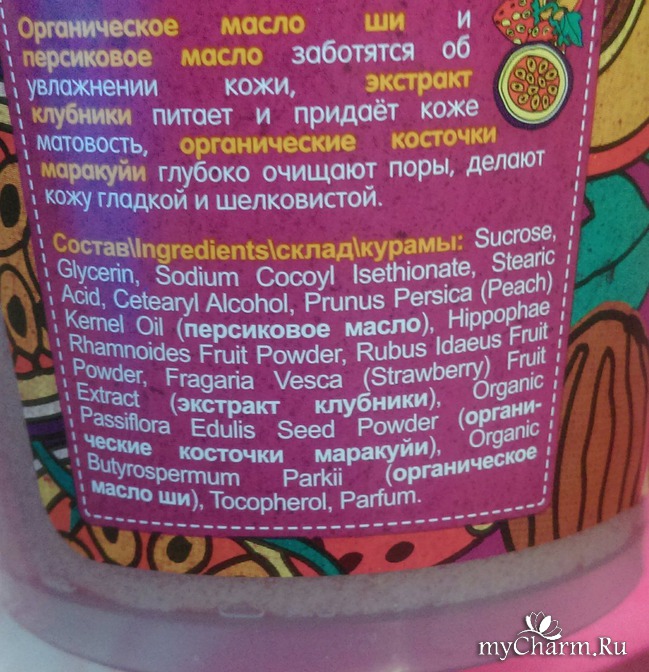 Органическое масло ши и
персиковое масло заботятся об
увлажнении кожи, экстракт
клубники питает и придаёт коже
матовость, органические косточки
маракуйи глубоко очищают поры, делают
кожу гладкой и шелковистой.
Состав\Ingredients\склад\курамы: Sucrose,
Glycerin, Sodium Cocoyl Isethionate, Stearic
Acid, Cetearyl Alcohol, Prunus Persica (Peach)
Kernel Oil (персиковое масло), Hippophae
Rhamnoides Fruit Powder, Rubus Idaeus Fruit
Powder, Fragaria Vesca (Strawberry) Fruit
Extract (экстракт клубники), Organic
Passiflora Edulis Seed Powder (органи-
ческие косточки маракуйи), Organic
Butyrospermum Parkii (органическое
масло ши), Tocopherol, Parfum.
myCharm.Ru